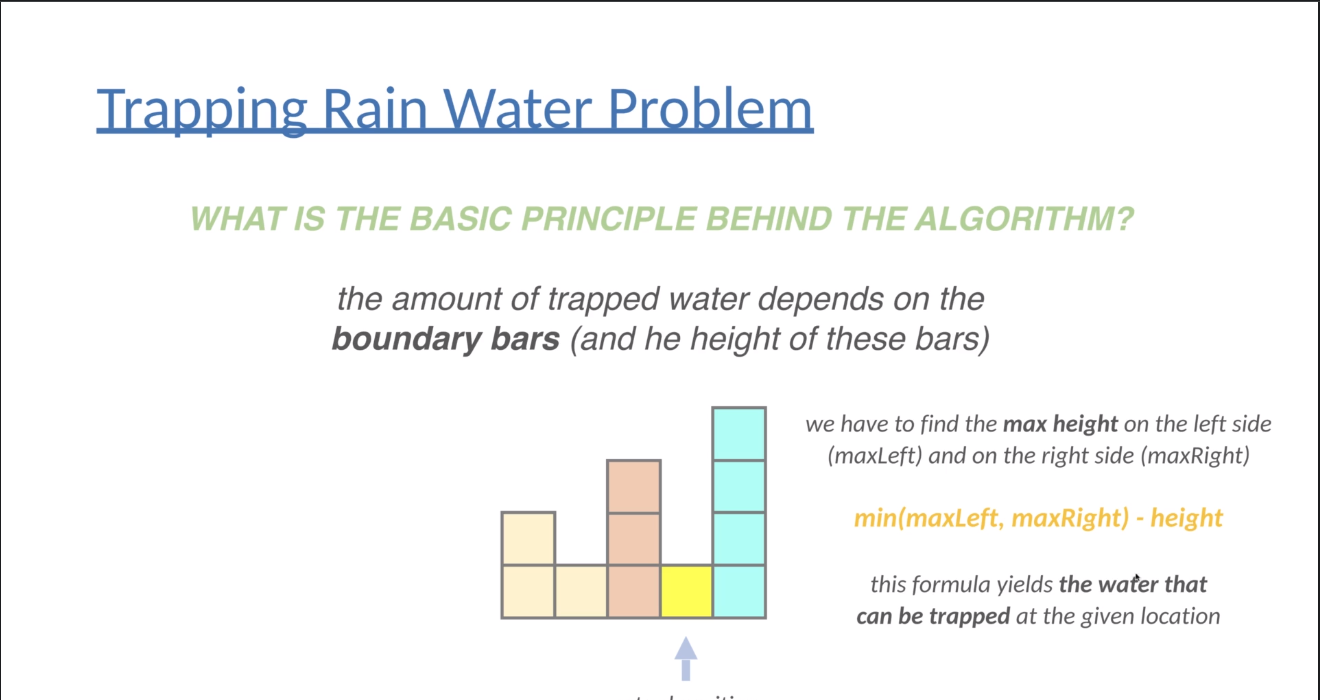 Trapping Rain Water Problem
WHAT IS THE BASIC PRINCIPLE BEHIND THE ALGORITHM?
the amount of trapped water depends on the
boundary bars (and he height of these bars)
we have to find the max height on the left side
(maxLeft) and on the right side (maxRight)
min(maxLeft, maxRight) - height
this formula yields the water that
can be trapped at the given location